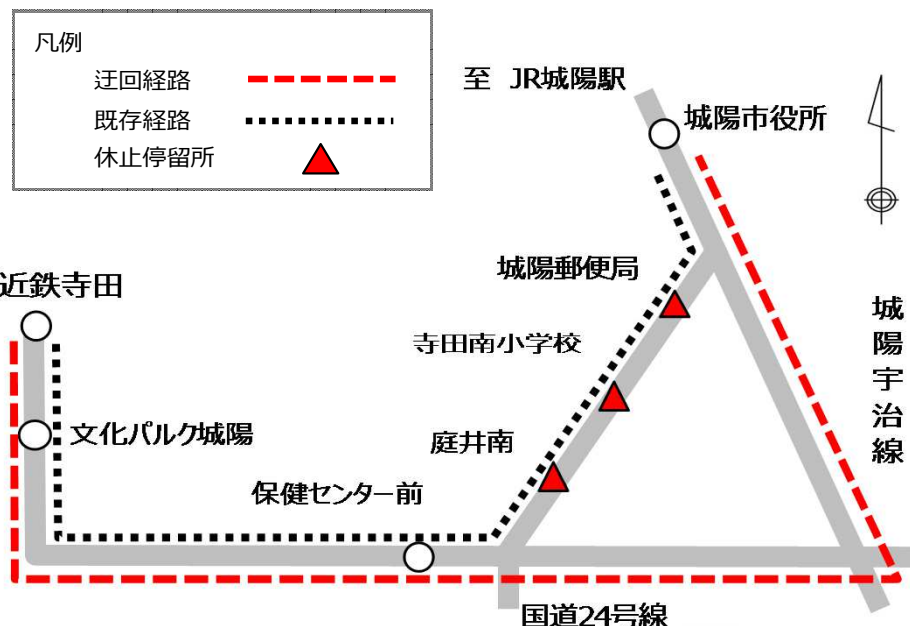 凡例
迂回経路
既存経路
休止停留所
至 JR城陽駅
城陽市役所
城陽郵便局
近鉄寺田
寺田南小学校
城陽宇治線
文化パルク城陽
庭井南
保健センター前
国道24号線